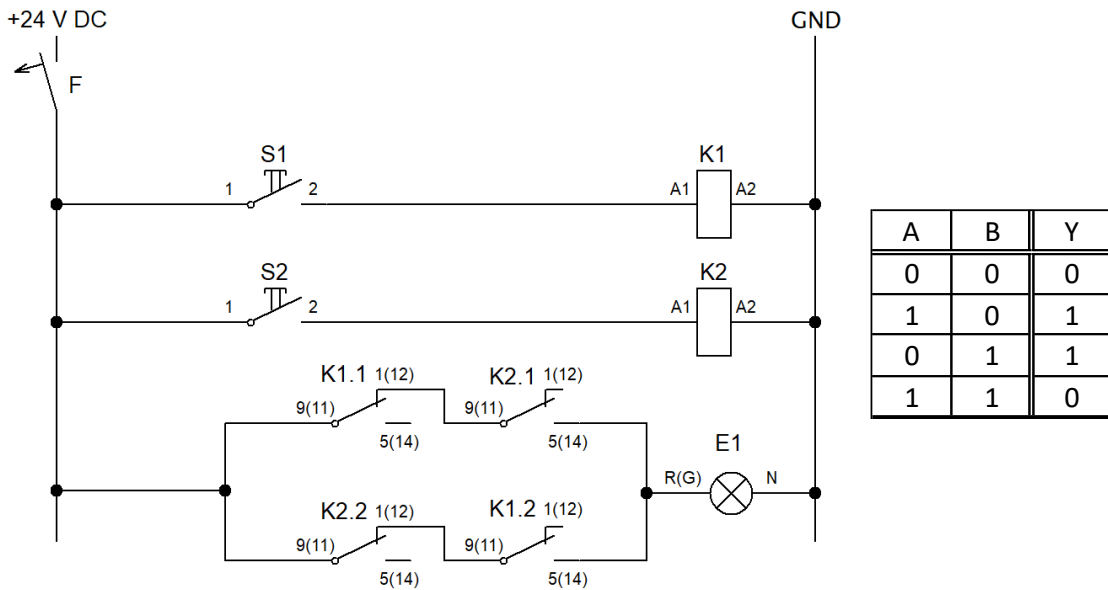 +24 V DC
GND
F
S1
K1
1
2
A1
A2
S2
K2
1
2
A1
A2
K1.1
1(12)
K2.1
1(12)
9(11)
9(11)
5(14)
5(14)
E1
R(G)
N
K2.2
1(12)
K1.2
1(12)
9(11)
9(11)
5(14)
5(14)
A B Y
0 0 0
1 0 1
0 1 1
1 1 0